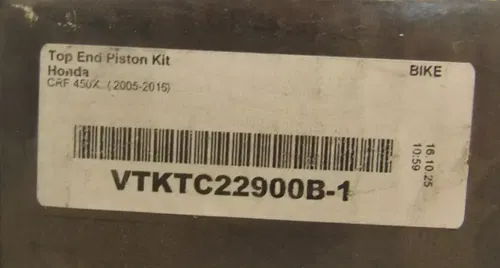 Top End Piston Kit
Honda
CRF 450X (2005-2016)
BIKE
16.10.25
10:59
VTKTC22900B-1